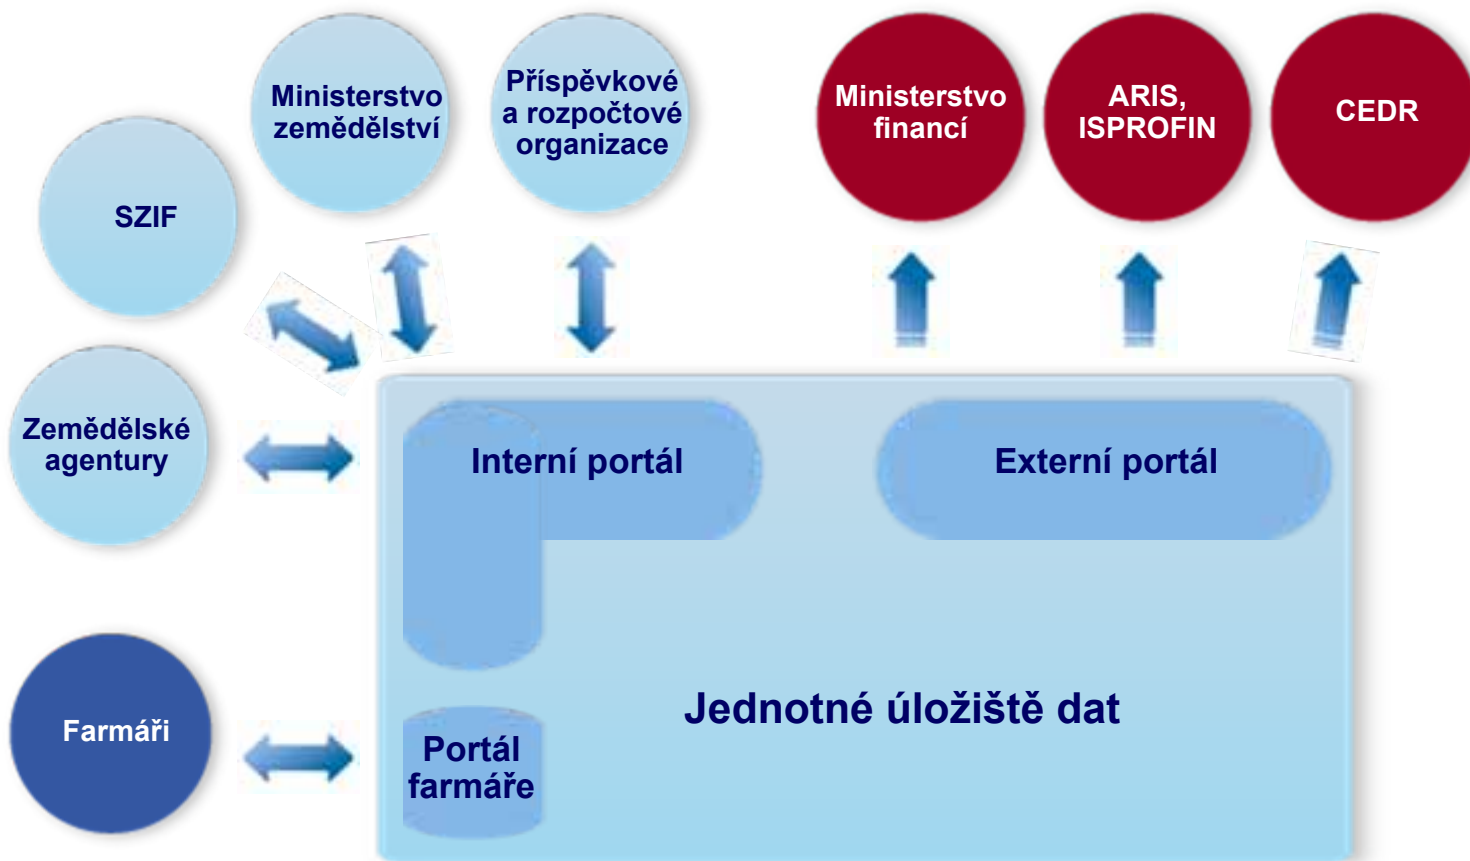 Ministerstvo
zemědělství
Příspěvkové
a rozpočtové
organizace
Ministerstvo
financí
ARIS,
ISPROFIN
CEDR
SZIF
Zemědělské
agentury
Interní portál
Externí portál
Farmáři
Jednotné úložiště dat
Portál
farmáře